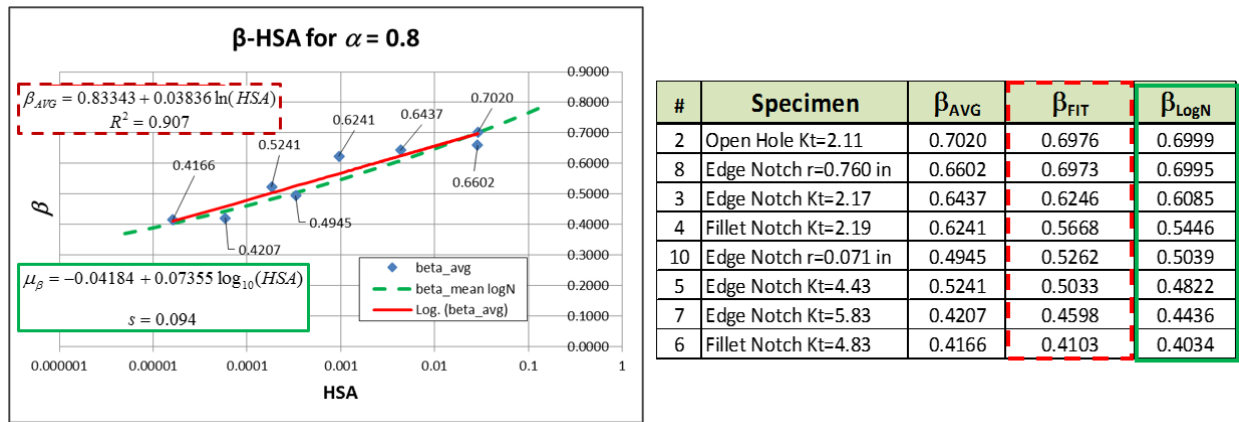 β-HSA for α = 0.8
β_AVG = 0.83343 + 0.03836 ln(HSA)
R² = 0.907
0.9000
0.8000
0.7000
0.6000
0.5000
0.4000
0.3000
0.2000
0.1000
0.0000
0.7020
0.6437
0.6241
0.5241
0.4166
0.6602
0.4945
0.4207
β
μ_β = −0.04184 + 0.07355 log₁₀(HSA)
s = 0.094
beta_avg
beta_mean logN
Log. (beta_avg)
0.000001 0.00001 0.0001 0.001 0.01 0.1 1
HSA
# Specimen β_AVG β_FIT β_LogN
2 Open Hole Kt=2.11 0.7020 0.6976 0.6999
8 Edge Notch r=0.760 in 0.6602 0.6973 0.6995
3 Edge Notch Kt=2.17 0.6437 0.6246 0.6085
4 Fillet Notch Kt=2.19 0.6241 0.5668 0.5446
10 Edge Notch r=0.071 in 0.4945 0.5262 0.5039
5 Edge Notch Kt=4.43 0.5241 0.5033 0.4822
7 Edge Notch Kt=5.83 0.4207 0.4598 0.4436
6 Fillet Notch Kt=4.83 0.4166 0.4103 0.4034